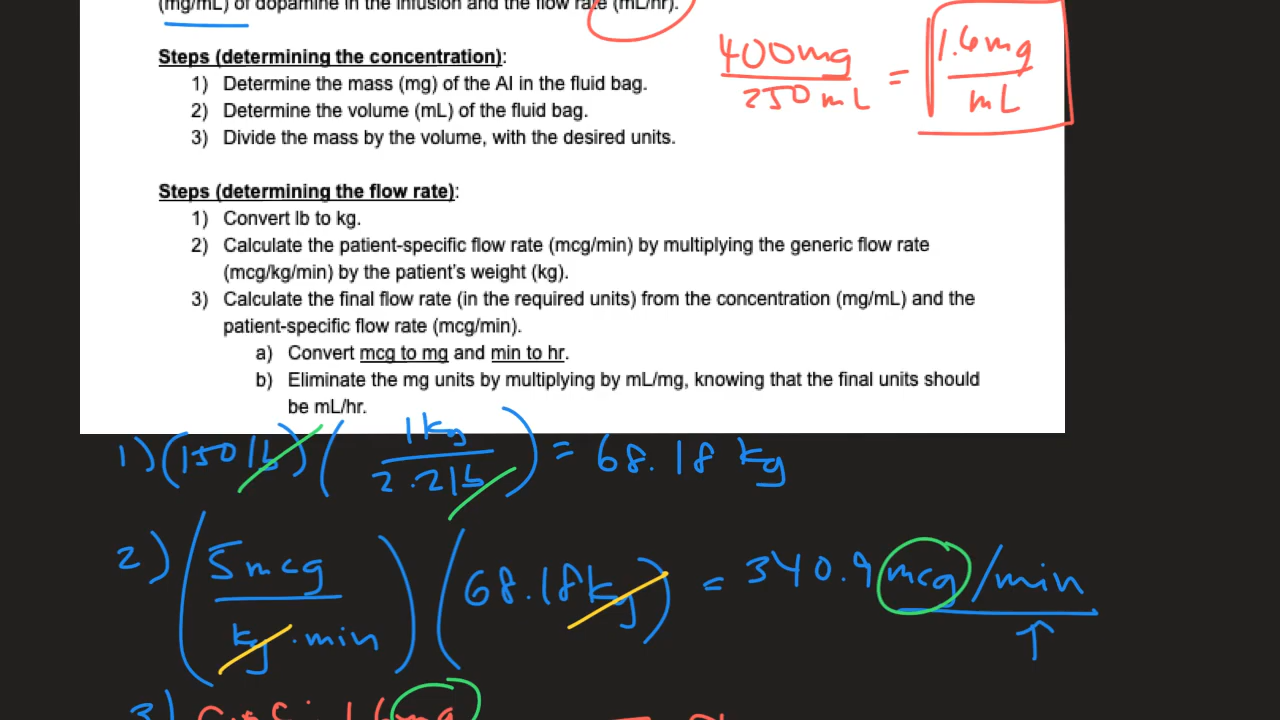 (mg/mL) of dopamine in the infusion and the flow rate (mL/hr).
Steps (determining the concentration):
1) Determine the mass (mg) of the AI in the fluid bag.
2) Determine the volume (mL) of the fluid bag.
3) Divide the mass by the volume, with the desired units.
400mg
250mL
=
1.6mg
mL
Steps (determining the flow rate):
1) Convert lb to kg.
2) Calculate the patient-specific flow rate (mcg/min) by multiplying the generic flow rate
(mcg/kg/min) by the patient's weight (kg).
3) Calculate the final flow rate (in the required units) from the concentration (mg/mL) and the
patient-specific flow rate (mcg/min).
a) Convert mcg to mg and min to hr.
b) Eliminate the mg units by multiplying by mL/mg, knowing that the final units should
be mL/hr.
1) (150 lb) (1kg / 2.2 lb) = 68.18 kg
2) (5mcg / kg·min) (68.18kg) = 340.9 mcg/min
↑
3)